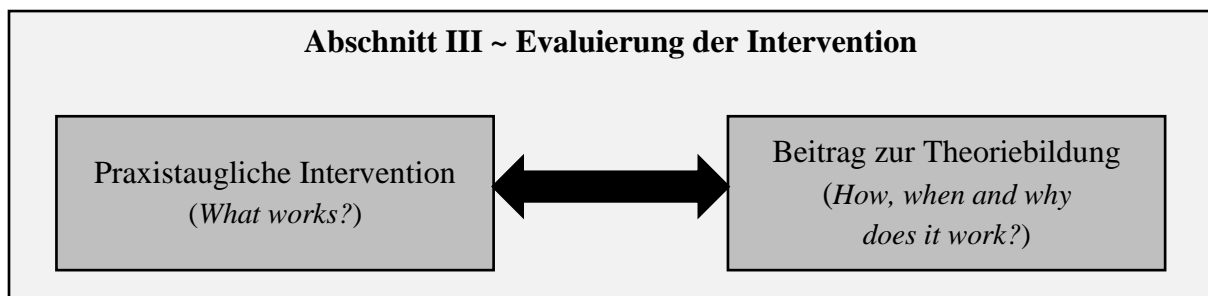 Abschnitt III ~ Evaluierung der Intervention
Praxistaugliche Intervention
(What works?)
Beitrag zur Theoriebildung
(How, when and why
does it work?)